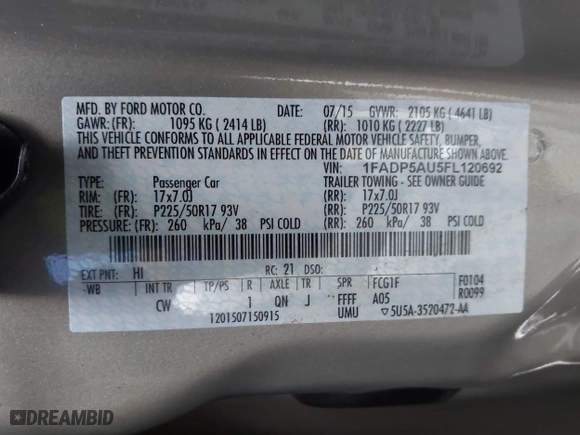 MFD. BY FORD MOTOR CO. DATE: 07/15 GVWR: 2105 KG ( 4641 LB)
GAWR: (FR): 1095 KG ( 2414 LB) (RR): 1010 KG ( 2227 LB)
THIS VEHICLE CONFORMS TO ALL APPLICABLE FEDERAL MOTOR VEHICLE SAFETY, BUMPER,
AND THEFT PREVENTION STANDARDS IN EFFECT ON THE DATE OF MANUFACTURE SHOWN ABOVE.
VIN: 1FADP5AU5FL120692
TYPE: Passenger Car TRAILER TOWING - SEE OWNER GUIDE
RIM: (FR): 17x7.0J (RR): 17x7.0J
TIRE: (FR): P225/50R17 93V (RR): P225/50R17 93V
PRESSURE: (FR): 260 kPa/ 38 PSI COLD (RR): 260 kPa/ 38 PSI COLD
EXT PNT: HI RC: 21 DSO:
-WB INT TR TP/PS R AXLE TR SPR FCG1F F0104
CW 1 QN J FFFF A05 R0099
1201507150915 UMU ▽5U5A-3520472-AA
DREAMBID